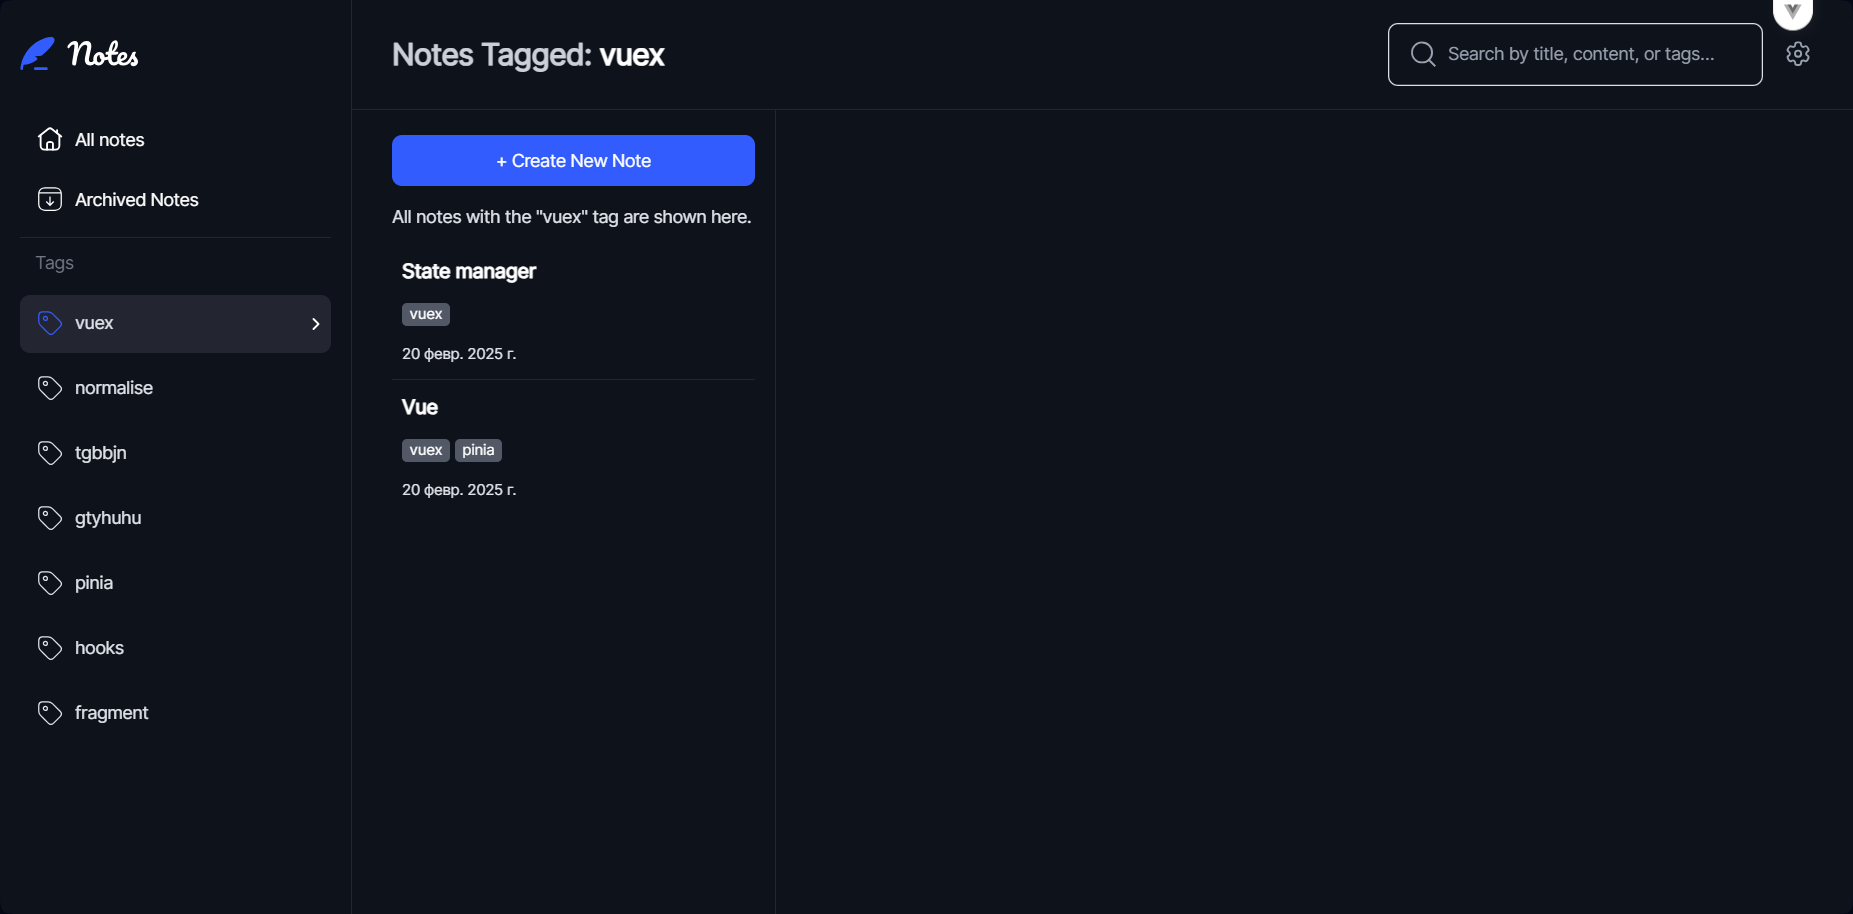 Notes
All notes
Archived Notes
Tags
vuex
normalise
tgbbjn
gtyhuhu
pinia
hooks
fragment
Notes Tagged: vuex
Search by title, content, or tags...
+ Create New Note
All notes with the "vuex" tag are shown here.
State manager
vuex
20 февр. 2025 г.
Vue
vuex pinia
20 февр. 2025 г.